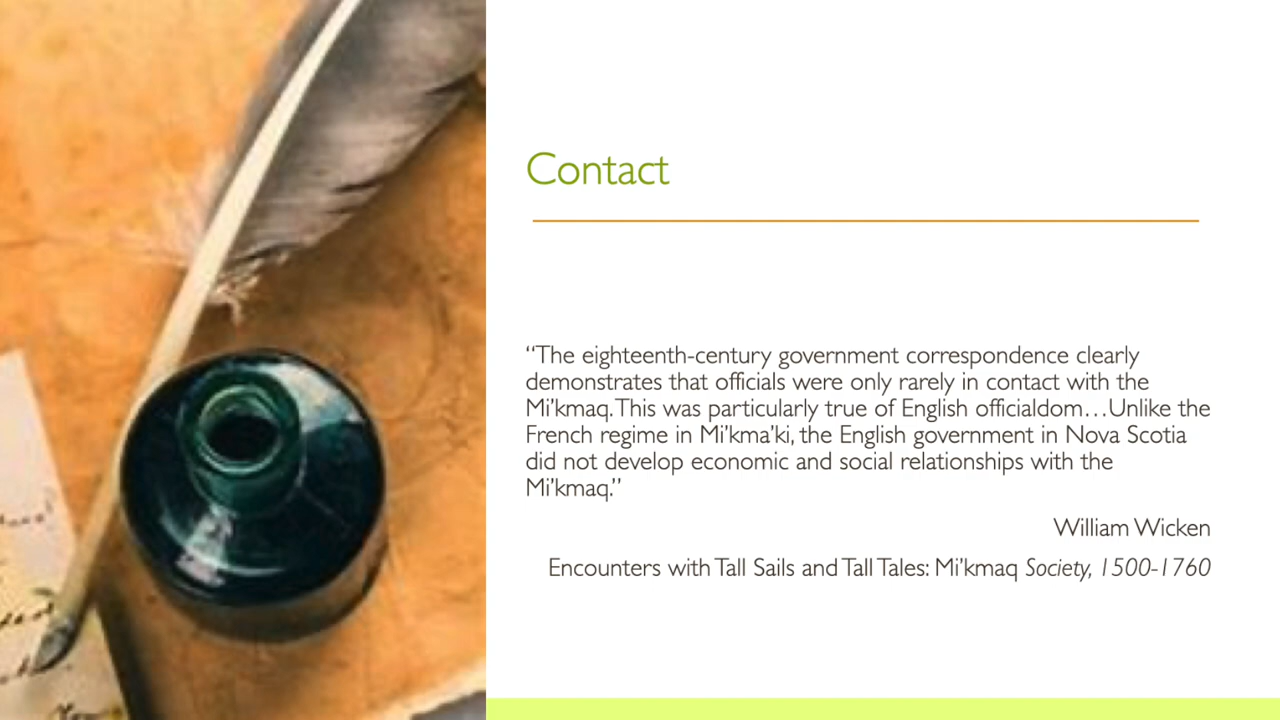 Contact
“The eighteenth-century government correspondence clearly
demonstrates that officials were only rarely in contact with the
Mi’kmaq. This was particularly true of English officialdom…Unlike the
French regime in Mi’kma’ki, the English government in Nova Scotia
did not develop economic and social relationships with the
Mi’kmaq.”
William Wicken
Encounters with Tall Sails and Tall Tales: Mi’kmaq Society, 1500-1760